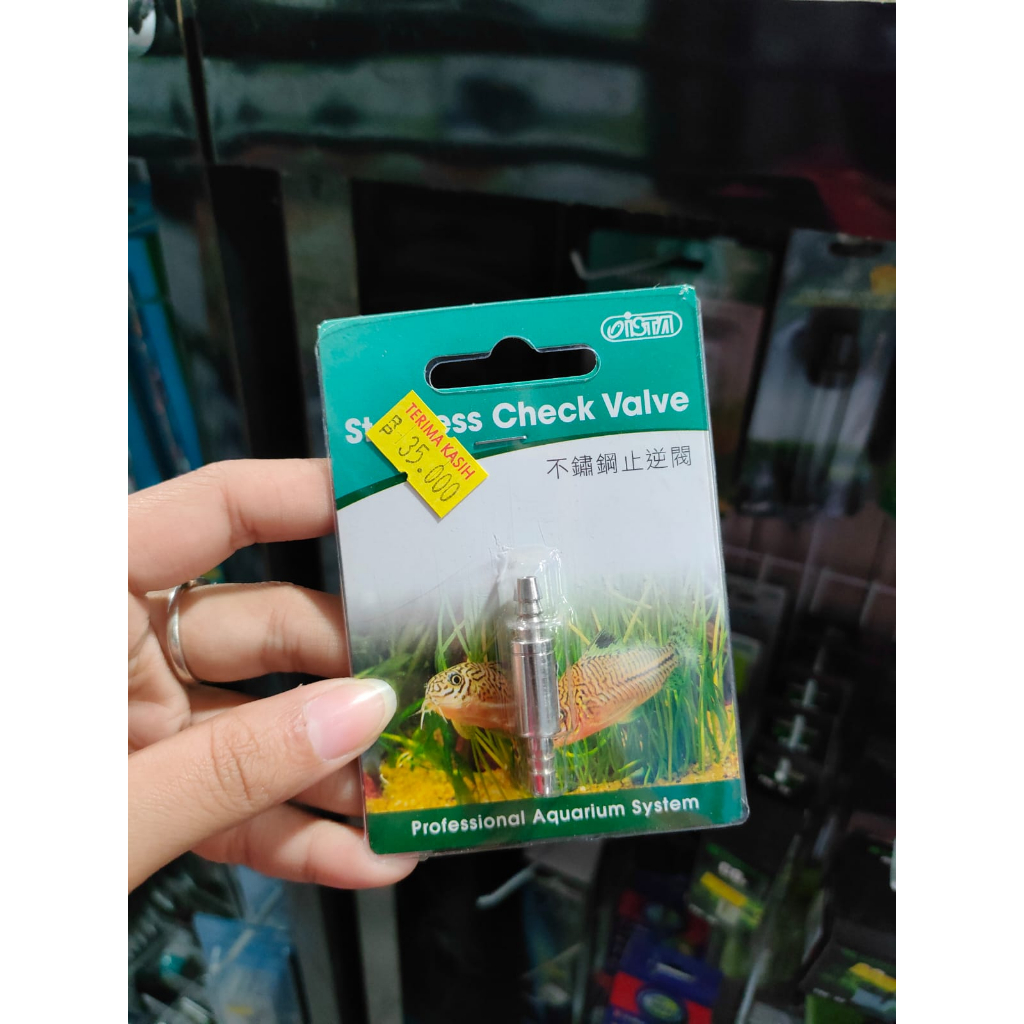 ISTA
St ess Check Valve
TERIMA KASIH
Rp 35.000
不鏽鋼止逆閥
Professional Aquarium System